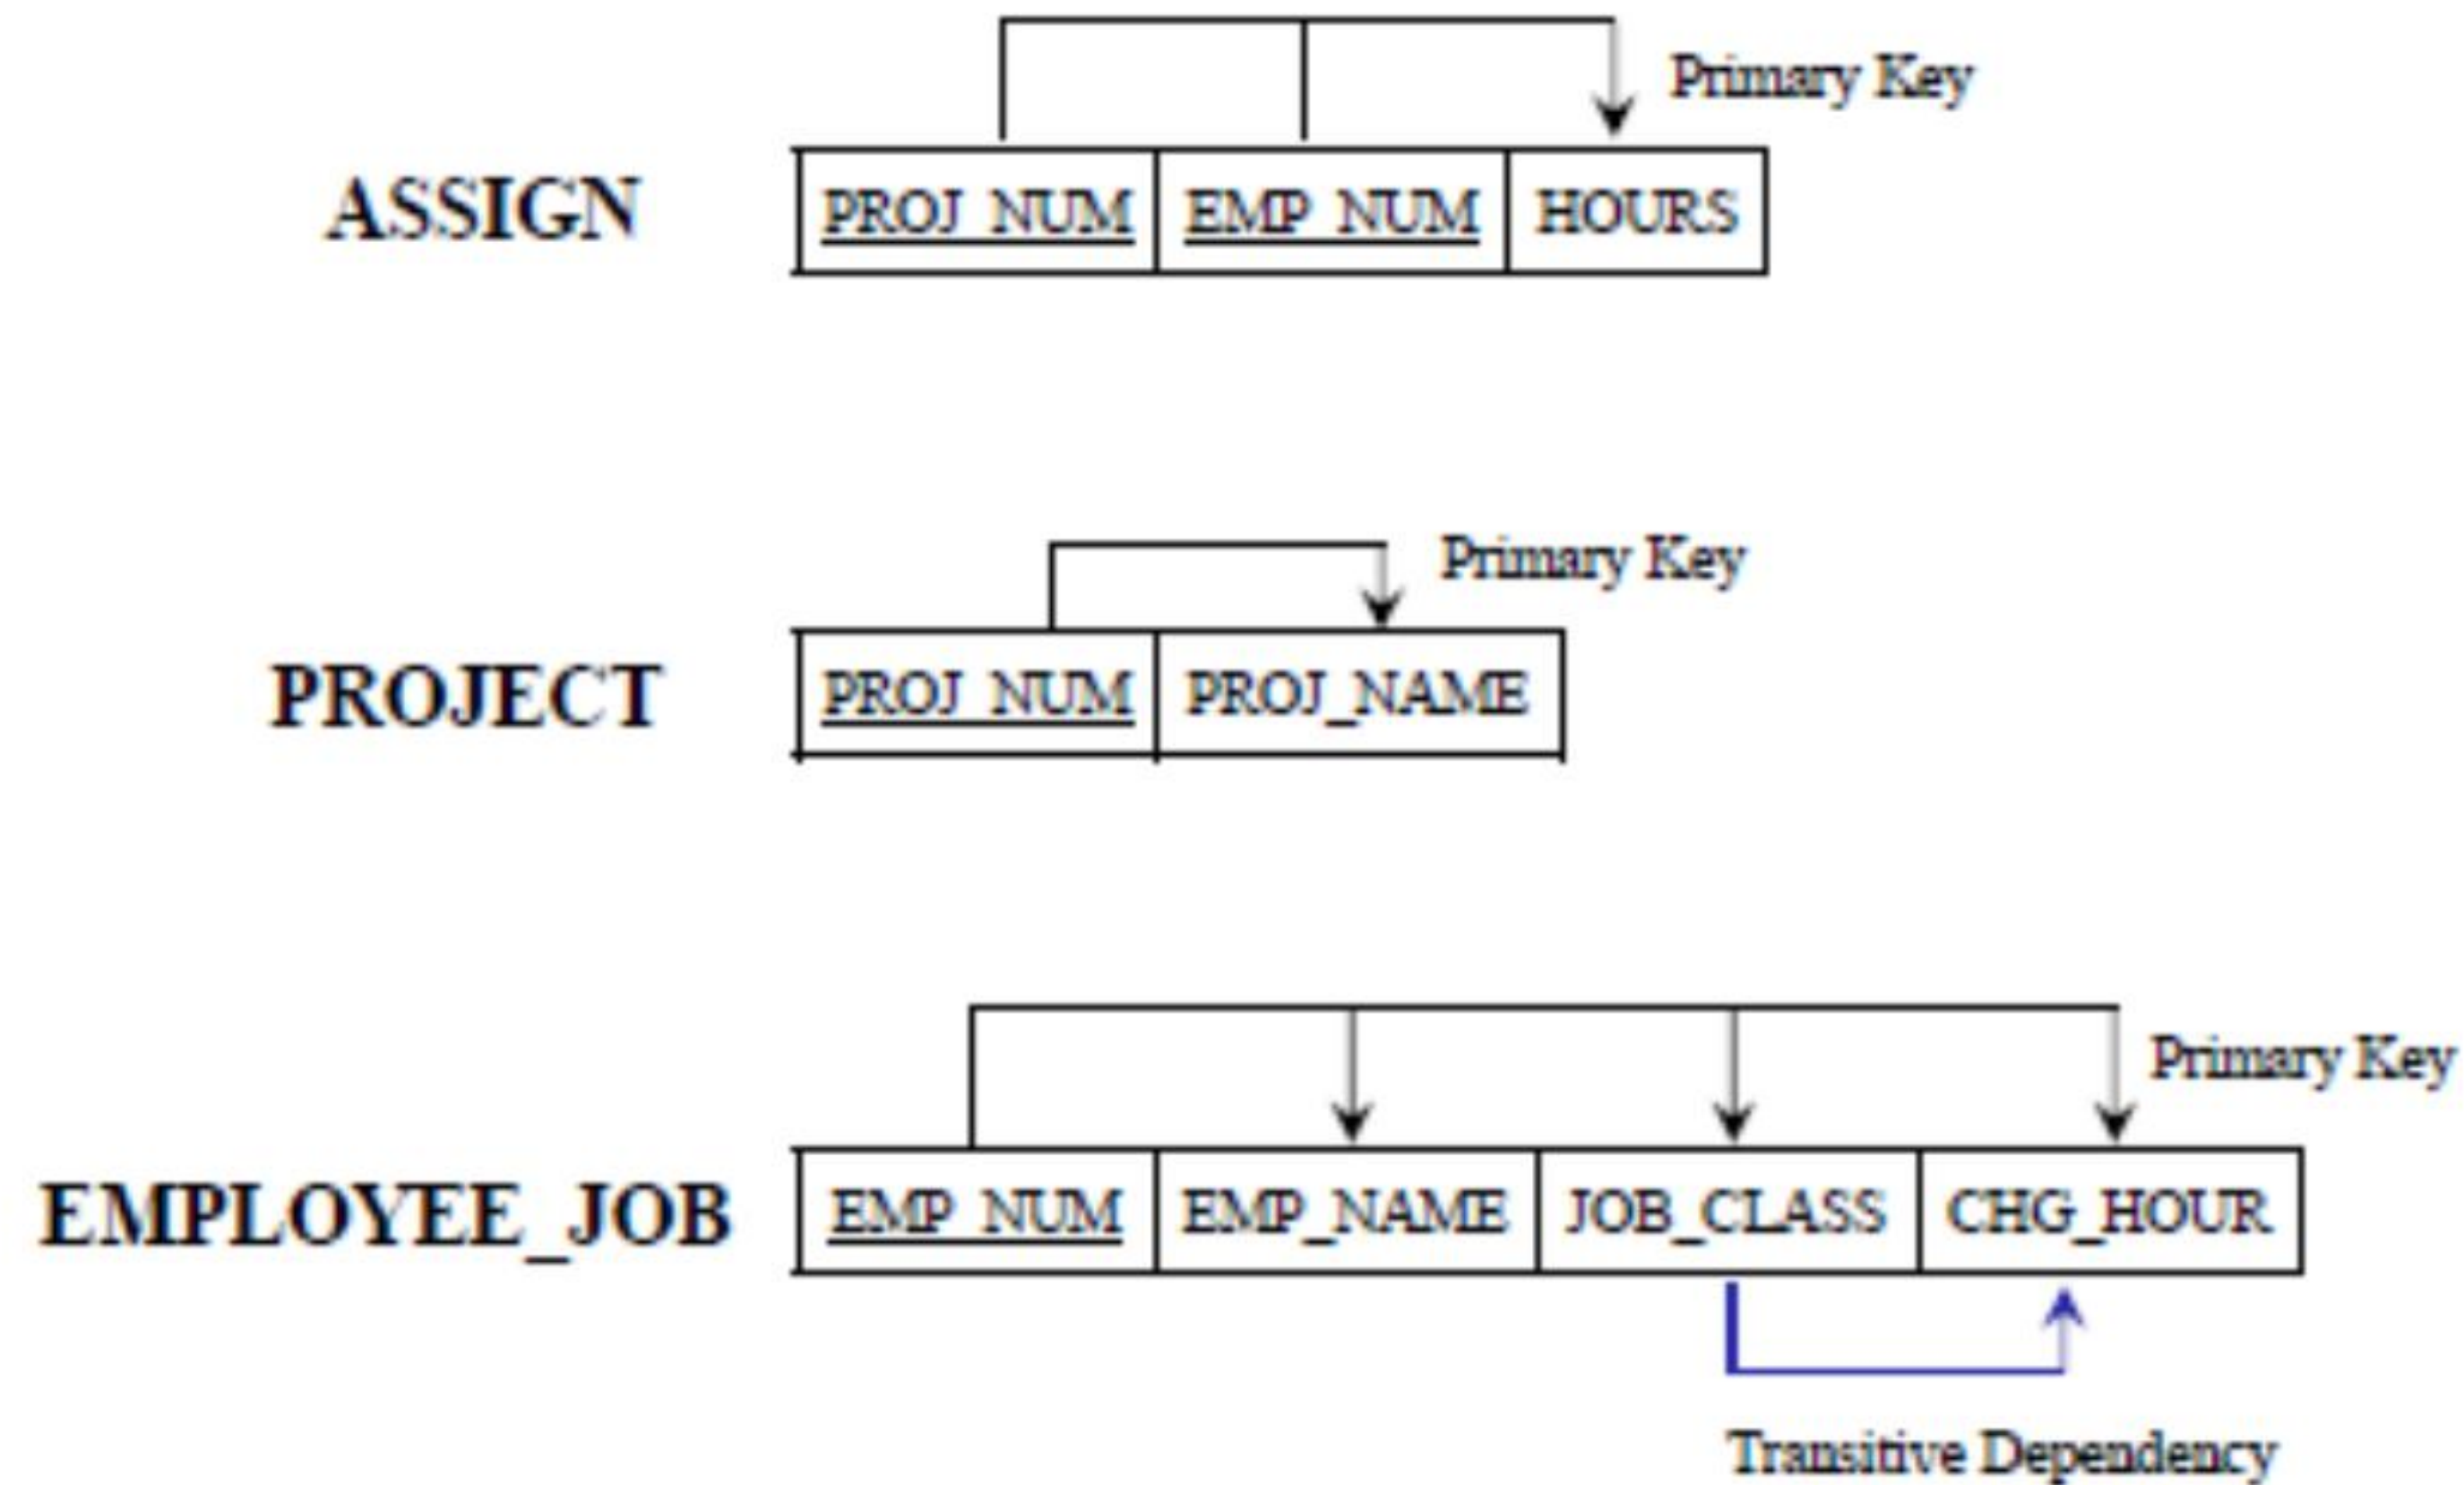 Primary Key
ASSIGN PROJ_NUM EMP_NUM HOURS
Primary Key
PROJECT PROJ_NUM PROJ_NAME
Primary Key
EMPLOYEE_JOB EMP_NUM EMP_NAME JOB_CLASS CHG_HOUR
Transitive Dependency